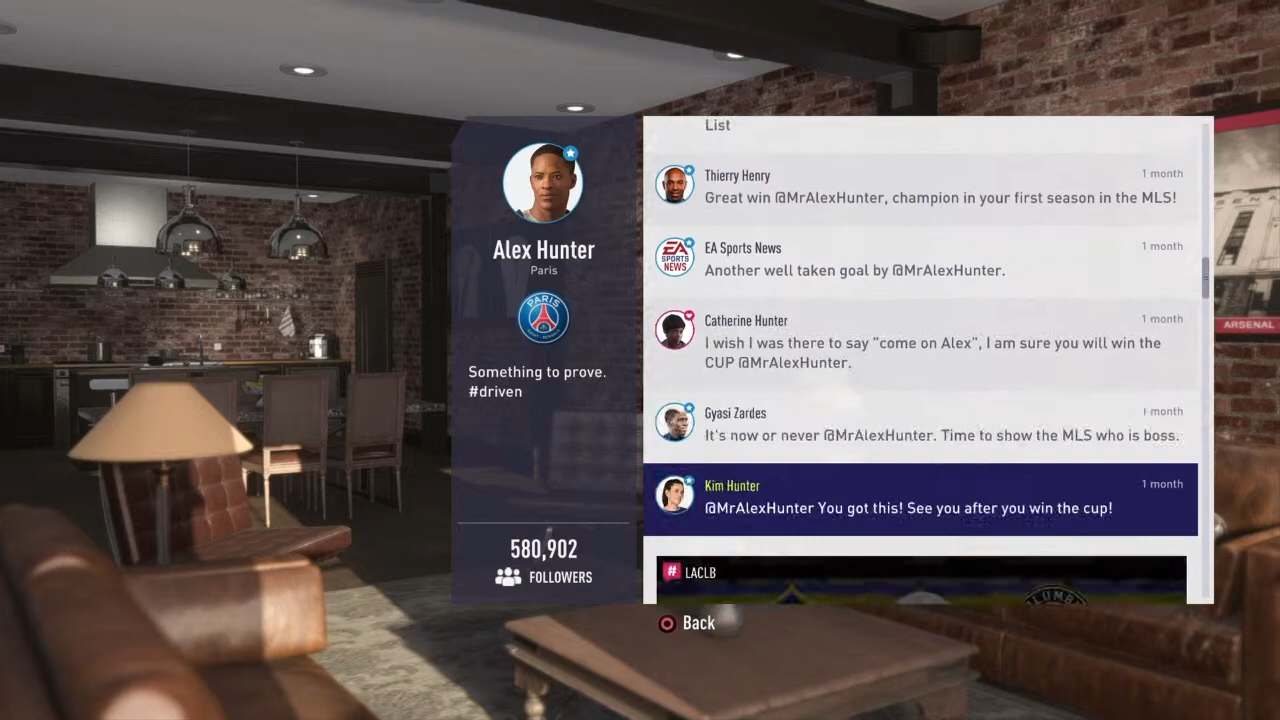 List
Thierry Henry
1 month
Great win @MrAlexHunter, champion in your first season in the MLS!
EA SPORTS NEWS
EA Sports News
1 month
Another well taken goal by @MrAlexHunter.
Catherine Hunter
1 month
I wish I was there to say "come on Alex", I am sure you will win the
CUP @MrAlexHunter.
Gyasi Zardes
1 month
It's now or never @MrAlexHunter. Time to show the MLS who is boss.
Kim Hunter
1 month
@MrAlexHunter You got this! See you after you win the cup!
# LACLB
Back
Alex Hunter
Paris
PARIS
Something to prove.
#driven
580,902
FOLLOWERS
ARSENAL